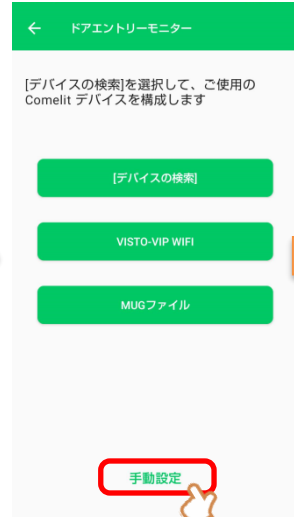 ドアエントリーモニター
[デバイスの検索]を選択して、ご使用の
Comelit デバイスを構成します
[デバイスの検索]
VISTO-VIP WIFI
MUGファイル
手動設定